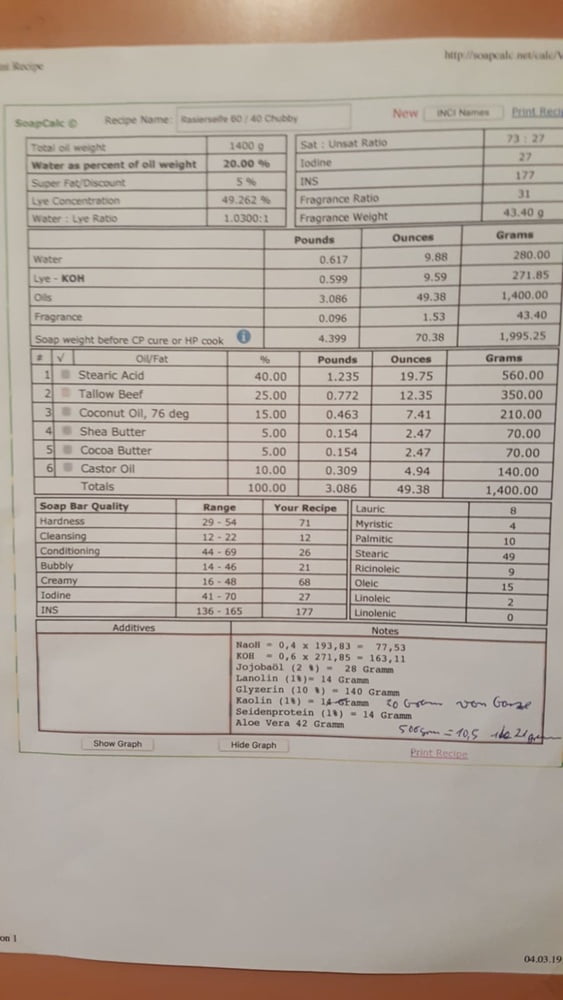 nt Recipe
http://soapcalc.net/calc/
SoapCalc ©
Recipe Name: Rasierseife 60 / 40 Chubby
New
INCI Names
Print Reci
Total oil weight 1400 g
Water as percent of oil weight 20.00 %
Super Fat/Discount 5 %
Lye Concentration 49.262 %
Water : Lye Ratio 1.0300:1
Sat : Unsat Ratio 73 : 27
Iodine 27
INS 177
Fragrance Ratio 31
Fragrance Weight 43.40 g
Pounds Ounces Grams
Water 0.617 9.88 280.00
Lye - KOH 0.599 9.59 271.85
Oils 3.086 49.38 1,400.00
Fragrance 0.096 1.53 43.40
Soap weight before CP cure or HP cook 4.399 70.38 1,995.25
# √ Oil/Fat % Pounds Ounces Grams
1 Stearic Acid 40.00 1.235 19.75 560.00
2 Tallow Beef 25.00 0.772 12.35 350.00
3 Coconut Oil, 76 deg 15.00 0.463 7.41 210.00
4 Shea Butter 5.00 0.154 2.47 70.00
5 Cocoa Butter 5.00 0.154 2.47 70.00
6 Castor Oil 10.00 0.309 4.94 140.00
Totals 100.00 3.086 49.38 1,400.00
Soap Bar Quality Range Your Recipe
Hardness 29 - 54 71
Cleansing 12 - 22 12
Conditioning 44 - 69 26
Bubbly 14 - 46 21
Creamy 16 - 48 68
Iodine 41 - 70 27
INS 136 - 165 177
Lauric 8
Myristic 4
Palmitic 10
Stearic 49
Ricinoleic 9
Oleic 15
Linoleic 2
Linolenic 0
Additives
Notes
NaoH = 0,4 x 193,83 = 77,53
KOH = 0,6 x 271,85 = 163,11
Jojobaöl (2 %) = 28 Gramm
Lanolin (1%)= 14 Gramm
Glyzerin (10 %) = 140 Gramm
Kaolin (1%) = 14 Gramm 20 Gramm von Ganze
Seidenprotein (1%) = 14 Gramm
Aloe Vera 42 Gramm
500gm = 10,5
Show Graph
Hide Graph
Print Recipe
on 1
04.03.19